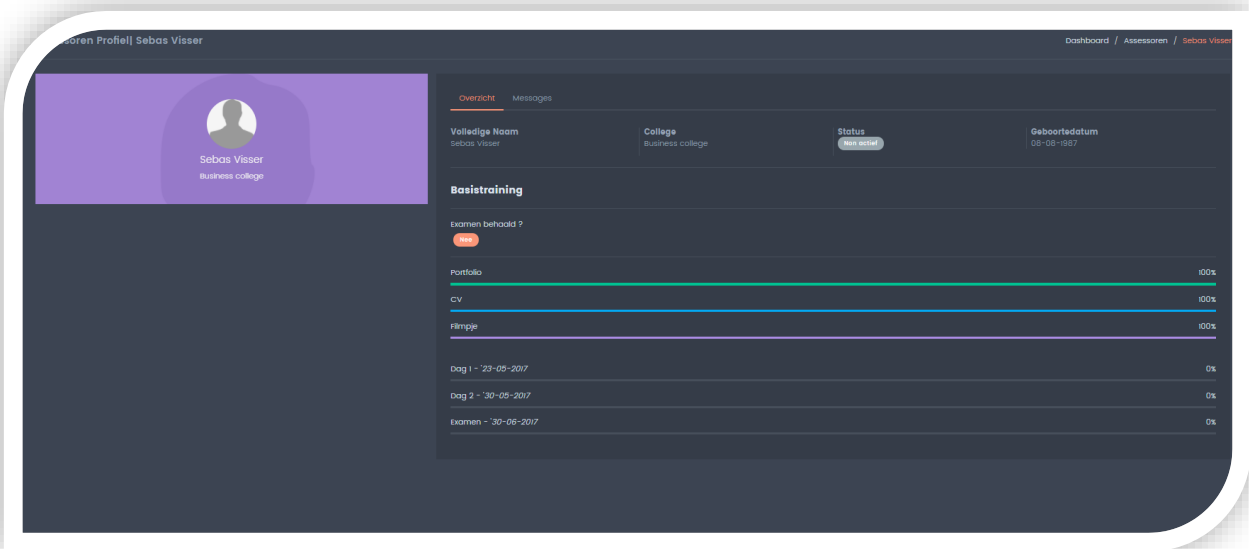 soren Profiel| Sebas Visser
Dashboard / Assessoren / Sebas Visser
Sebas Visser
Business college
Overzicht Messages
Volledige Naam College Status Geboortedatum
Sebas Visser Business college Non actief 08-08-1987
Basistraining
Examen behaald ?
Nee
Portfolio 100%
CV 100%
Filmpje 100%
Dag 1 - '23-05-2017 0%
Dag 2 - '30-05-2017 0%
Examen - '30-06-2017 0%